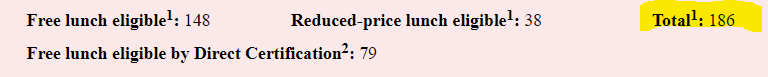 Free lunch eligible¹: 148 Reduced-price lunch eligible¹: 38 Total¹: 186
Free lunch eligible by Direct Certification²: 79